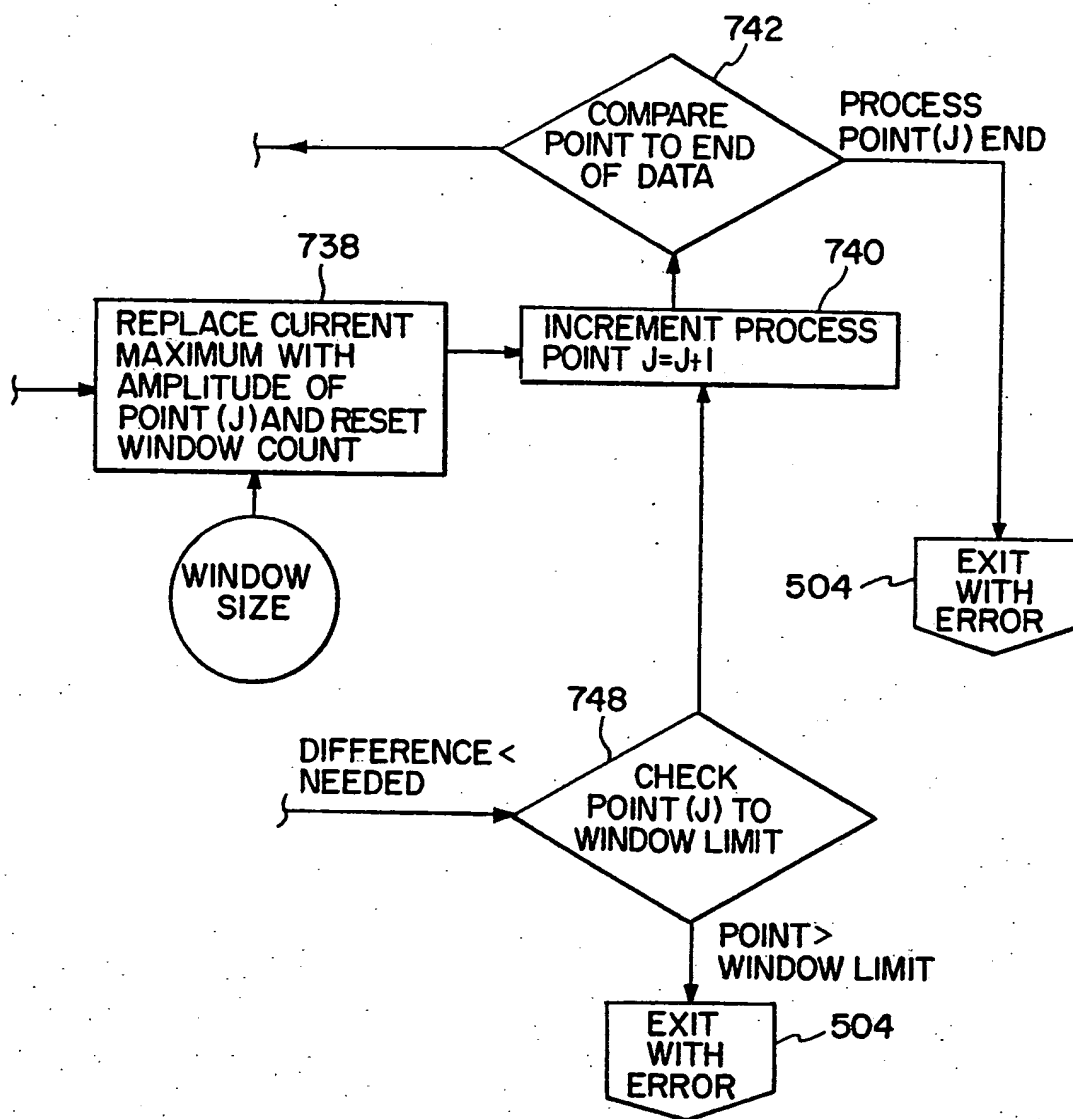 742
COMPARE
POINT TO END
OF DATA
PROCESS
POINT(J) END
738
740
REPLACE CURRENT
MAXIMUM WITH
AMPLITUDE OF
POINT (J) AND RESET
WINDOW COUNT
INCREMENT PROCESS
POINT J=J+1
WINDOW
SIZE
504
EXIT
WITH
ERROR
748
DIFFERENCE <
NEEDED
CHECK
POINT (J) TO
WINDOW LIMIT
POINT >
WINDOW LIMIT
EXIT
WITH
ERROR
504